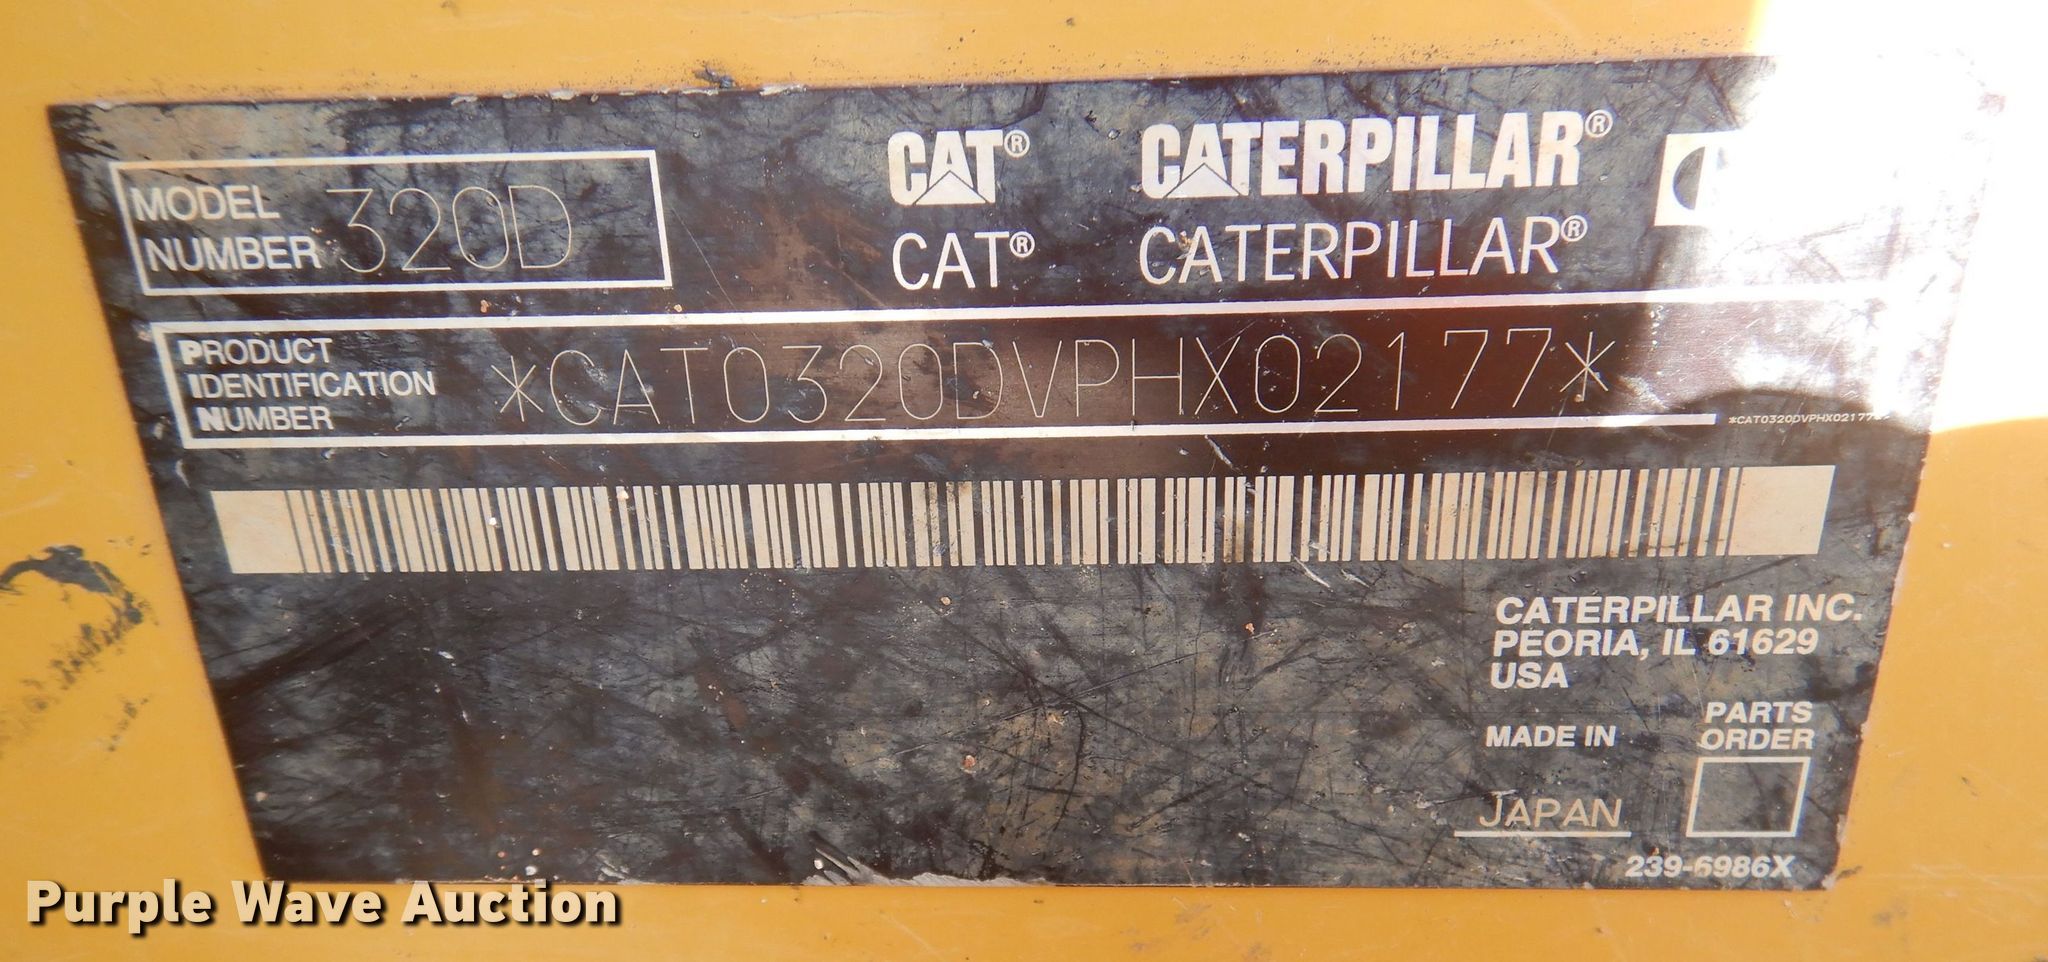 MODEL
NUMBER 320D
CAT® CATERPILLAR®
CAT® CATERPILLAR®
PRODUCT
IDENTIFICATION
NUMBER
*CAT0320DVPHX02177*
*CAT0320DVPHX02177*
CATERPILLAR INC.
PEORIA, IL 61629
USA
MADE IN
JAPAN
PARTS
ORDER
239-6986X
Purple Wave Auction